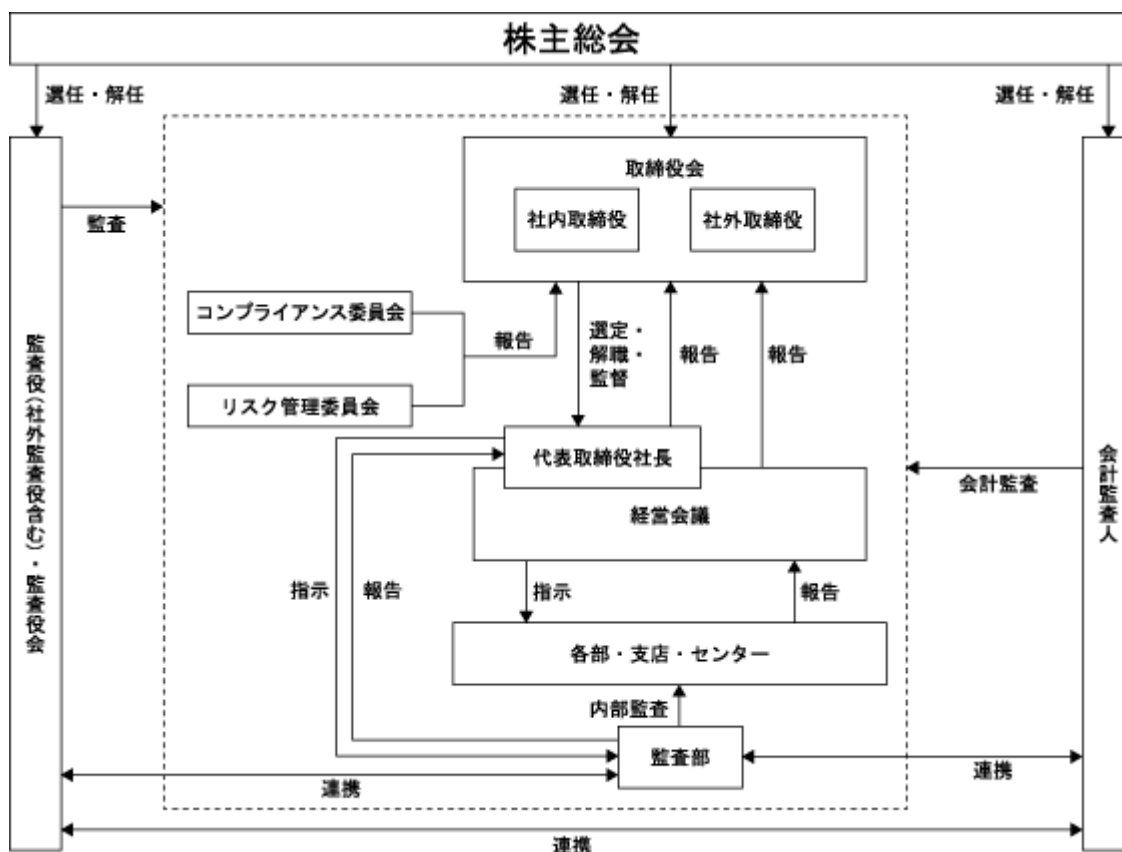 株主総会
選任・解任
選任・解任
選任・解任
取締役会
社内取締役
社外取締役
監査
コンプライアンス委員会
リスク管理委員会
報告
選定・
解職・
監督
報告
報告
代表取締役社長
経営会議
会計監査
監査役(社外監査役含む)・監査役会
会計監査人
指示
報告
指示
報告
各部・支店・センター
内部監査
監査部
連携
連携
連携